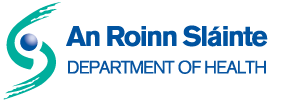 An Roinn Sláinte
DEPARTMENT OF HEALTH